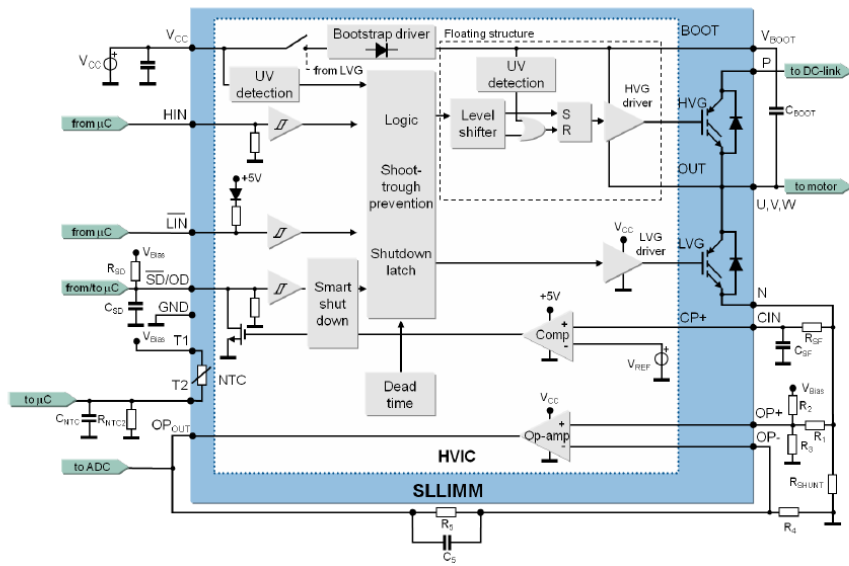 VCC
Bootstrap driver
Floating structure
BOOT
VBOOT
VCC
from LVG
UV
detection
UV
detection
HVG
driver
P
to DC-link
HVG
CBOOT
from μC
HIN
Logic
Level
shifter
S
R
+5V
Shoot-
trough
prevention
OUT
to motor
U,V,W
from μC
LIN
VCC
LVG
driver
LVG
VBias
RSD
Shutdown
latch
from/to μC
SD/OD
CSD
GND
Smart
shut
down
+5V
N
CP+
CIN
Comp
+
-
RSF
CSF
VREF
+
T1
VBias
T2
NTC
Dead
time
to μC
CNTC
RNTC2
VBias
R2
OPOUT
VCC
OP+
R1
Op-amp
+
-
OP-
R3
to ADC
HVIC
SLLIMM
RSHUNT
R5
R4
C5